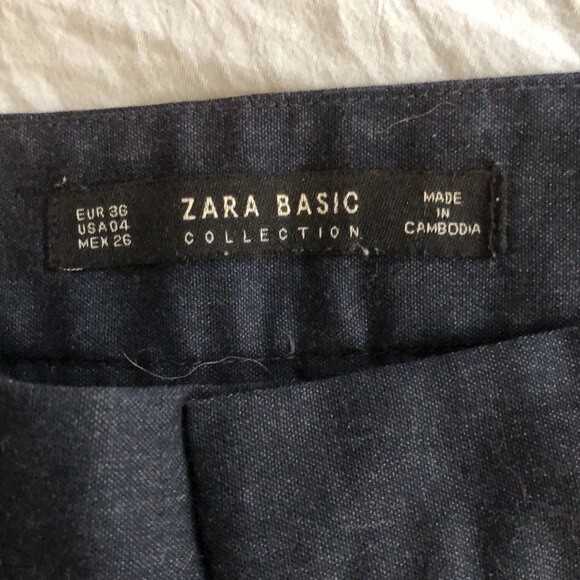 EUR 36
USA 04
MEX 26
ZARA BASIC
COLLECTION
MADE
IN
CAMBODIA